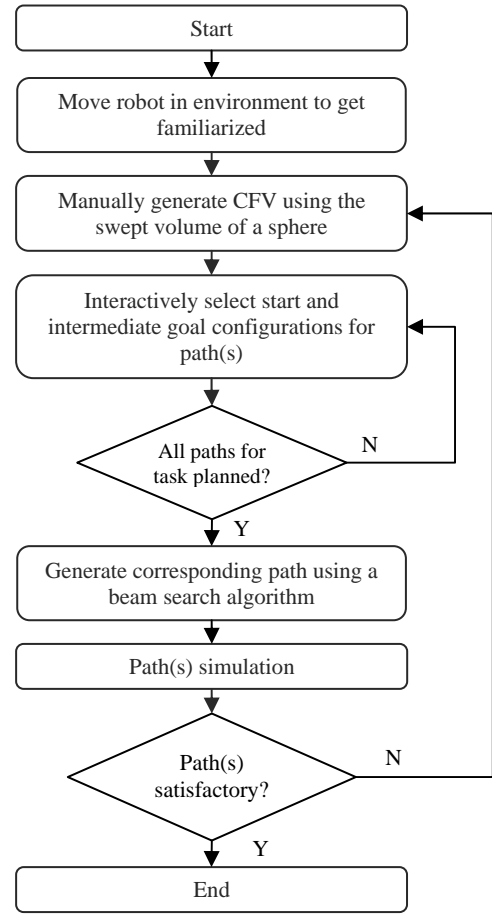 Start
Move robot in environment to get
familiarized
Manually generate CFV using the
swept volume of a sphere
Interactively select start and
intermediate goal configurations for
path(s)
All paths for
task planned?
N
Y
Generate corresponding path using a
beam search algorithm
Path(s) simulation
Path(s)
satisfactory?
N
Y
End